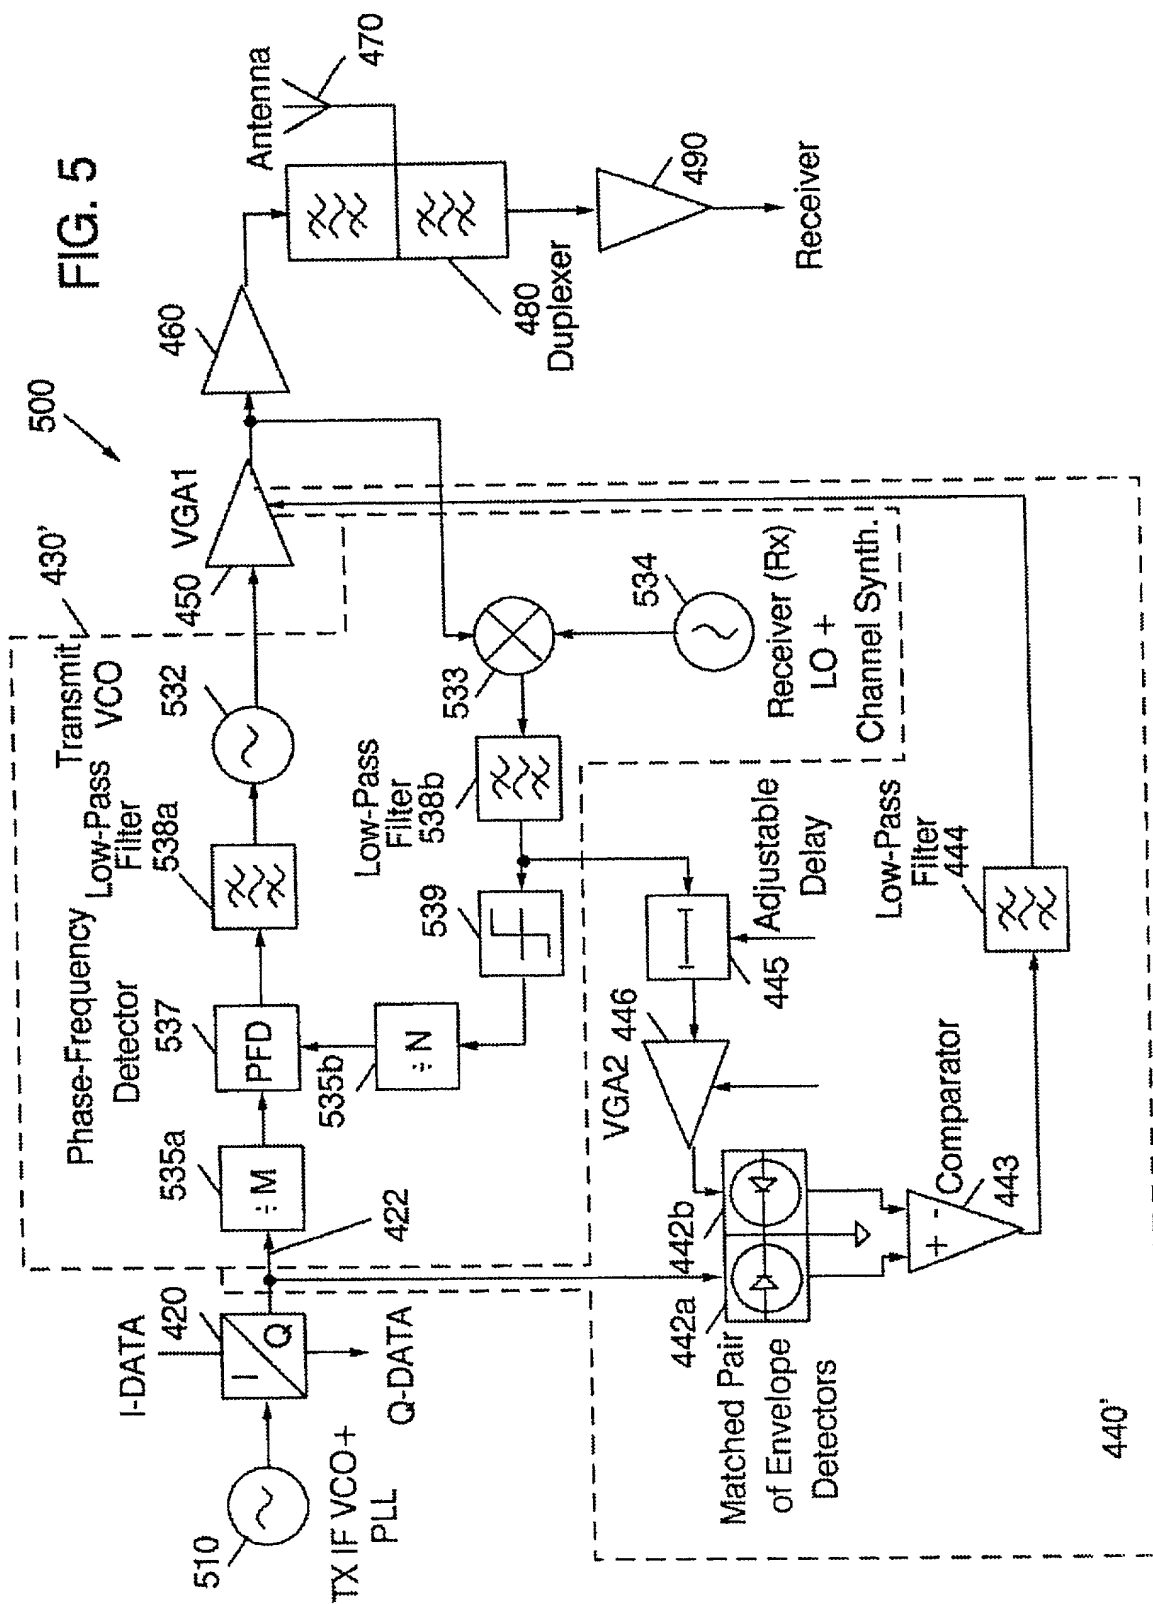 FIG. 5
500
430'
Antenna
470
460
VGA1
450
Transmit
VCO
532
Low-Pass
Filter
538a
Phase-Frequency
Detector
537
PFD
535a
÷M
422
I-DATA
420
I
Q
Q-DATA
510
TX IF VCO+
PLL
480
Duplexer
490
Receiver
533
534
Receiver (Rx)
LO +
Channel Synth.
Low-Pass
Filter
538b
539
535b
÷N
Adjustable
Delay
445
446
VGA2
442b
442a
Matched Pair
of Envelope
Detectors
Comparator
+ -
443
Low-Pass
Filter
444
440'